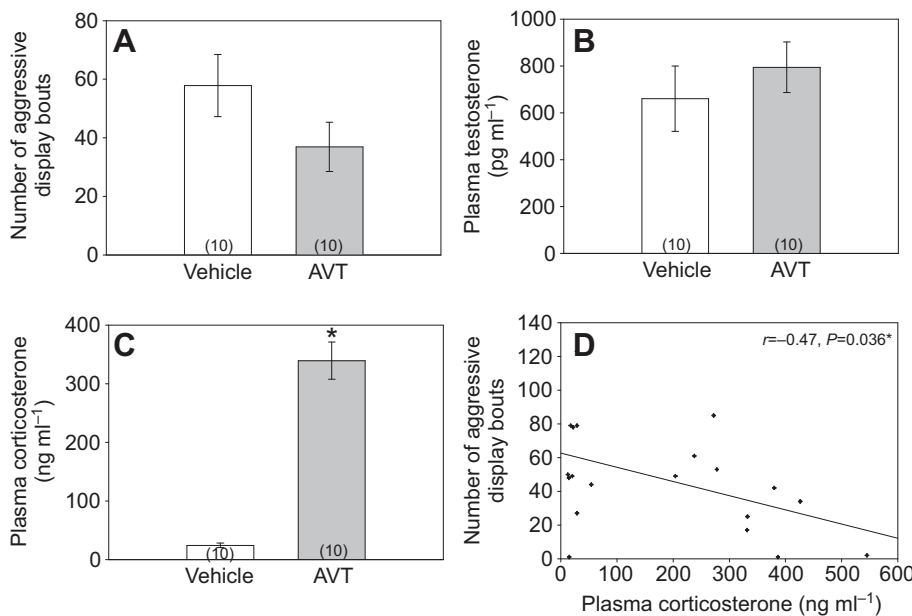 A
Number of aggressive
display bouts
80
60
40
20
0
(10)
(10)
Vehicle
AVT
B
Plasma testosterone
(pg ml–1)
1000
800
600
400
200
0
(10)
(10)
Vehicle
AVT
C
Plasma corticosterone
(ng ml–1)
400
300
200
100
0
*
(10)
(10)
Vehicle
AVT
D
r=–0.47, P=0.036*
Number of aggressive
display bouts
140
120
100
80
60
40
20
0
0 100 200 300 400 500 600
Plasma corticosterone (ng ml–1)